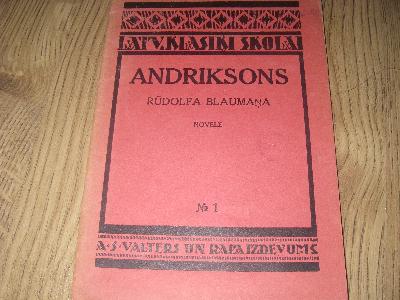 LATV. KLASIĶI SKOLAI
ANDRIKSONS
RŪDOLFA BLAUMAŅA
NOVELE
№ 1
A·S·VALTERS UN RAPA IZDEVUMS